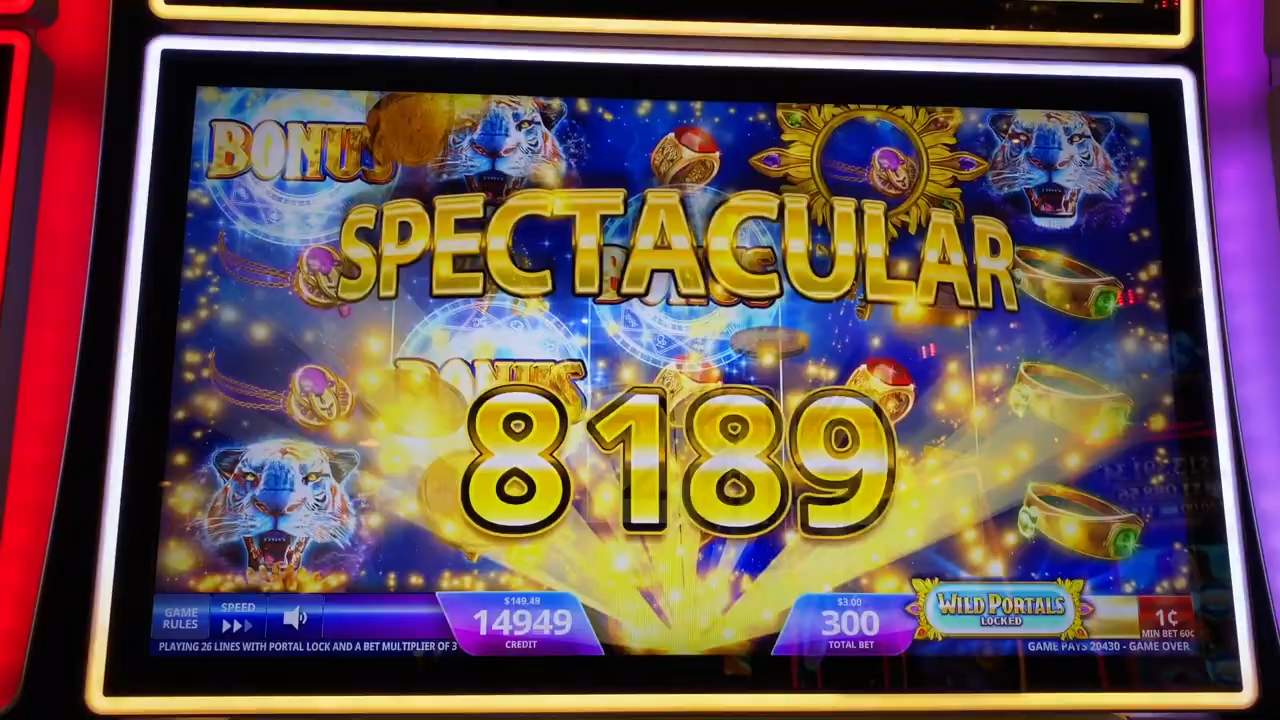 BONUS
SPECTACULAR
BONUS
BONUS
8189
GAME RULES
SPEED
$149.49
14949
CREDIT
$3.00
300
TOTAL BET
WILD PORTALS
LOCKED
1¢
MIN BET 60¢
PLAYING 26 LINES WITH PORTAL LOCK AND A BET MULTIPLIER OF 3
GAME PAYS 20430 - GAME OVER